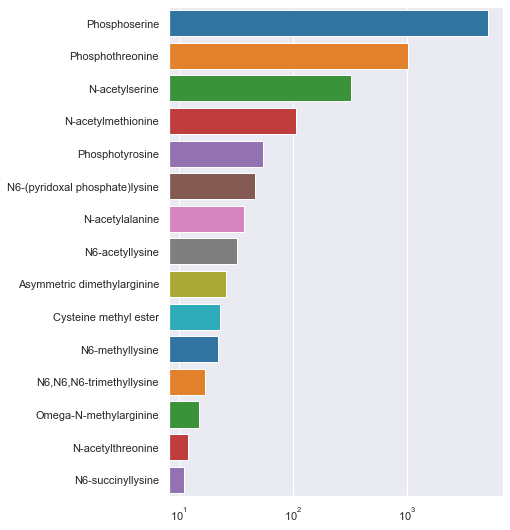 Phosphoserine
Phosphothreonine
N-acetylserine
N-acetylmethionine
Phosphotyrosine
N6-(pyridoxal phosphate)lysine
N-acetylalanine
N6-acetyllysine
Asymmetric dimethylarginine
Cysteine methyl ester
N6-methyllysine
N6,N6,N6-trimethyllysine
Omega-N-methylarginine
N-acetylthreonine
N6-succinyllysine
10¹ 10² 10³